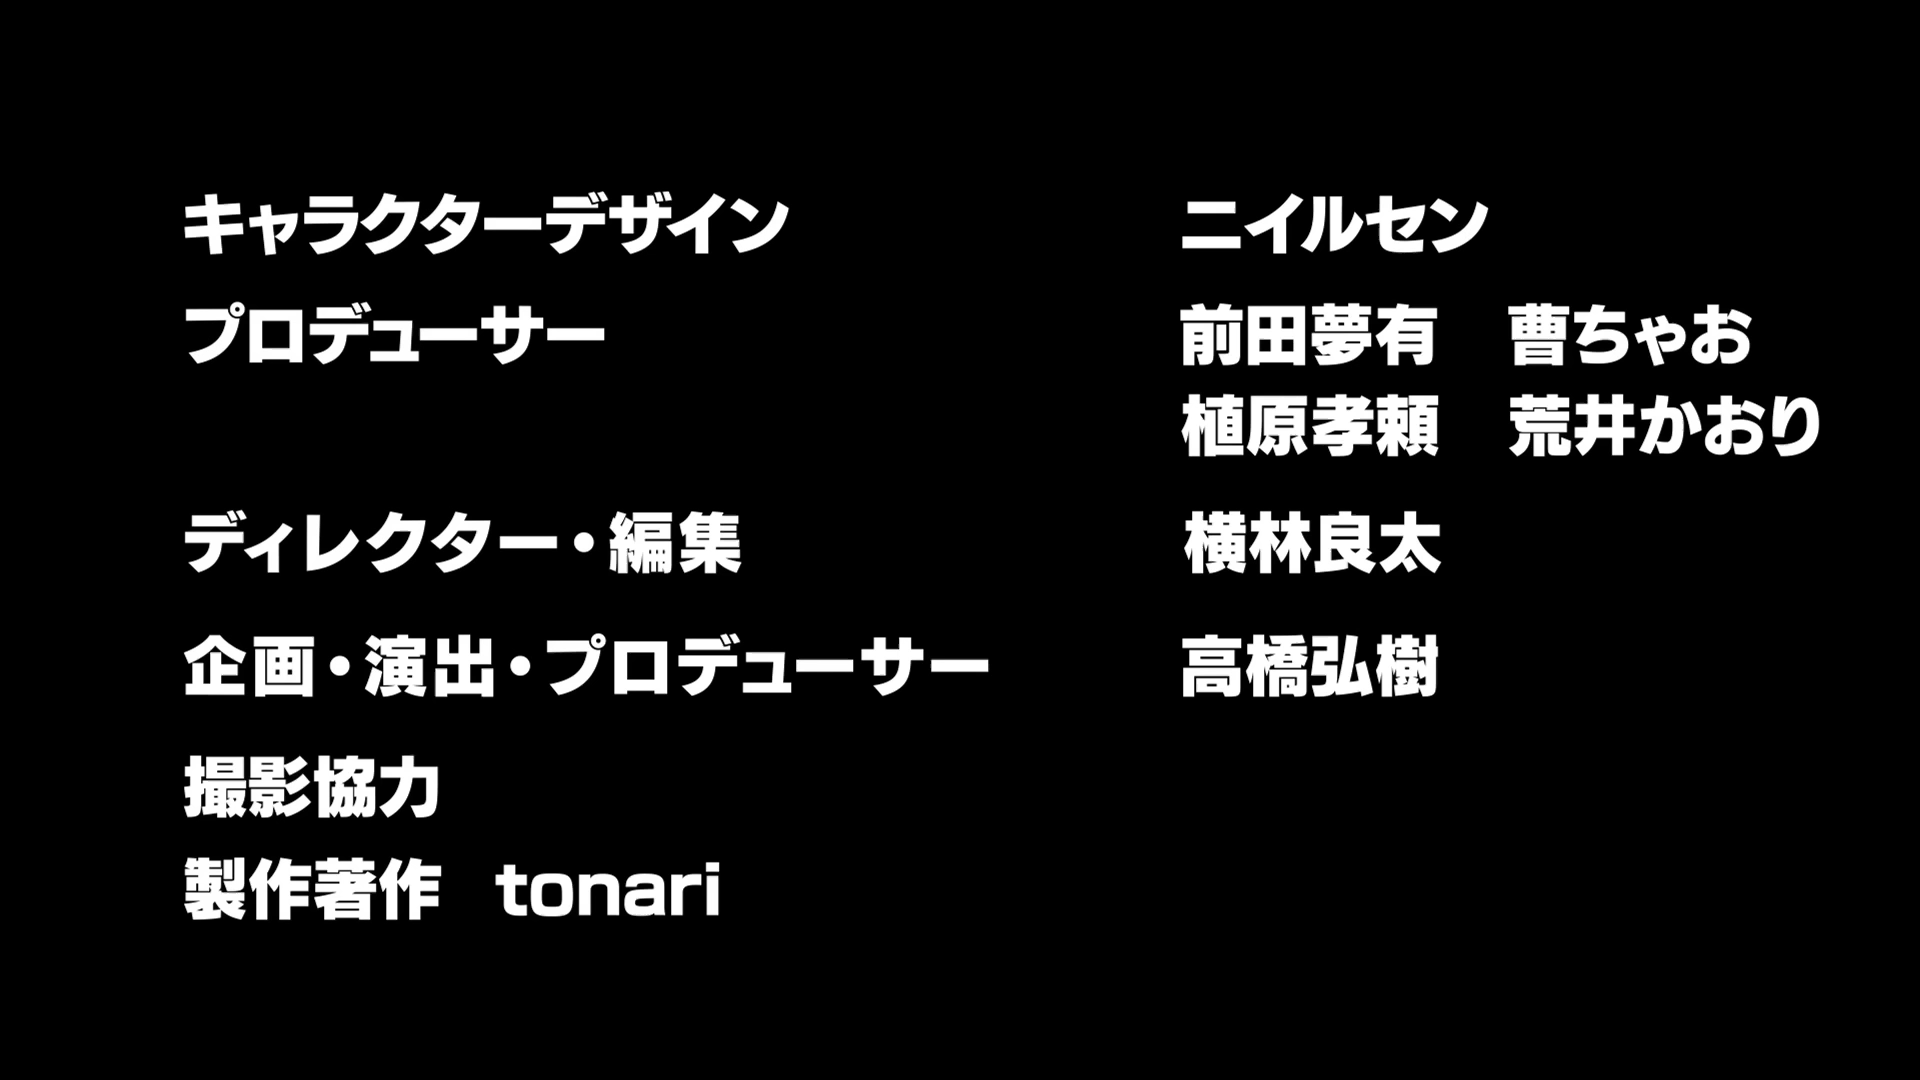 キャラクターデザイン　ニイルセン
プロデューサー　前田夢有　曹ちゃお
植原孝頼　荒井かおり
ディレクター・編集　横林良太
企画・演出・プロデューサー　高橋弘樹
撮影協力
製作著作　tonari